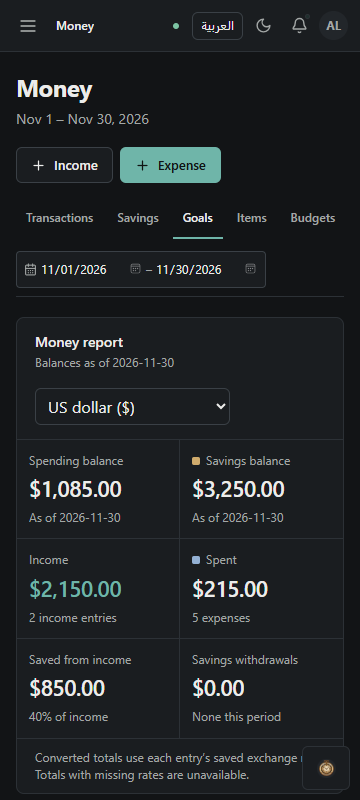 Money
العربية
AL
Money
Nov 1 – Nov 30, 2026
+ Income
+ Expense
Transactions Savings Goals Items Budgets
11/01/2026 – 11/30/2026
Money report
Balances as of 2026-11-30
US dollar ($)
Spending balance
$1,085.00
As of 2026-11-30
Savings balance
$3,250.00
As of 2026-11-30
Income
$2,150.00
2 income entries
Spent
$215.00
5 expenses
Saved from income
$850.00
40% of income
Savings withdrawals
$0.00
None this period
Converted totals use each entry's saved exchange
Totals with missing rates are unavailable.